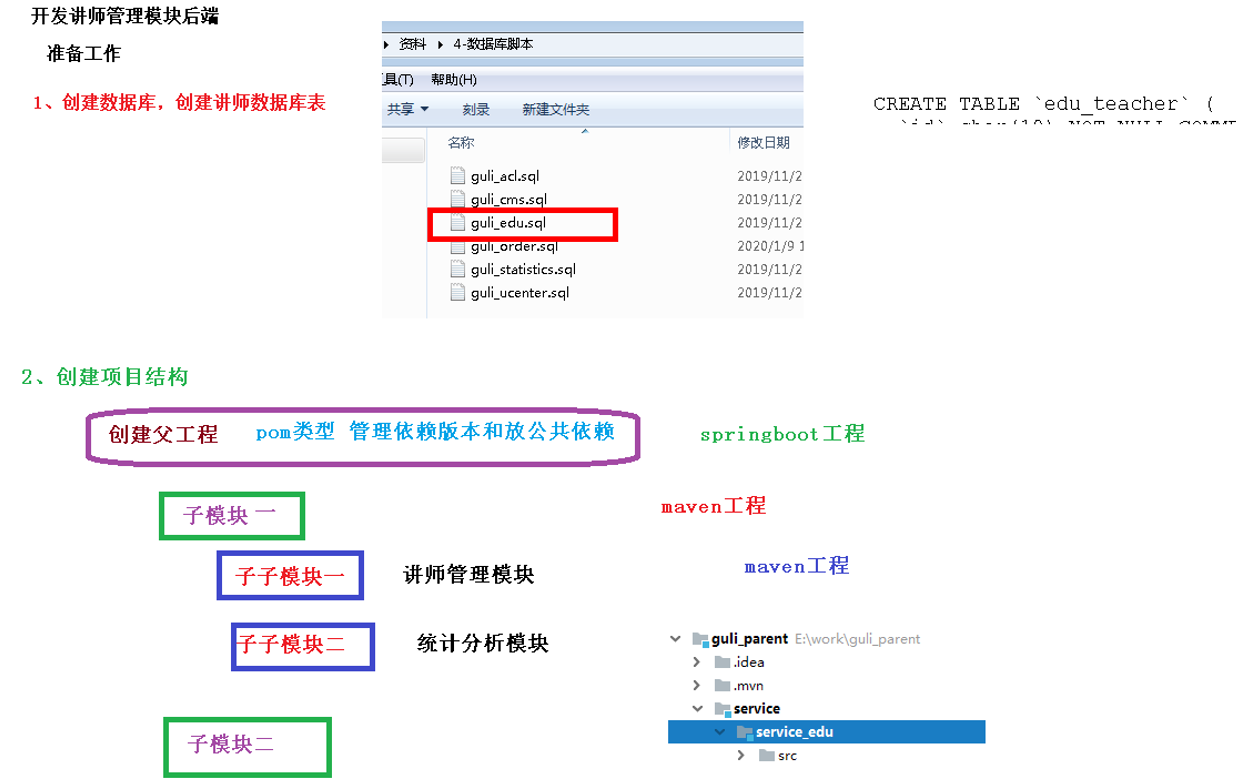 开发讲师管理模块后端
准备工作
1、创建数据库，创建讲师数据库表
资料 4-数据库脚本
具(T) 帮助(H)
共享 刻录 新建文件夹
名称 修改日期
guli_acl.sql 2019/11/2
guli_cms.sql 2019/11/2
guli_edu.sql 2019/11/2
guli_order.sql 2020/1/9 1
guli_statistics.sql 2019/11/2
guli_ucenter.sql 2019/11/2
CREATE TABLE `edu_teacher` (
2、创建项目结构
创建父工程 pom类型 管理依赖版本和放公共依赖 springboot工程
子模块一 maven工程
子子模块一 讲师管理模块 maven工程
子子模块二 统计分析模块
子模块二
guli_parent E:\work\guli_parent
.idea
.mvn
service
service_edu
src